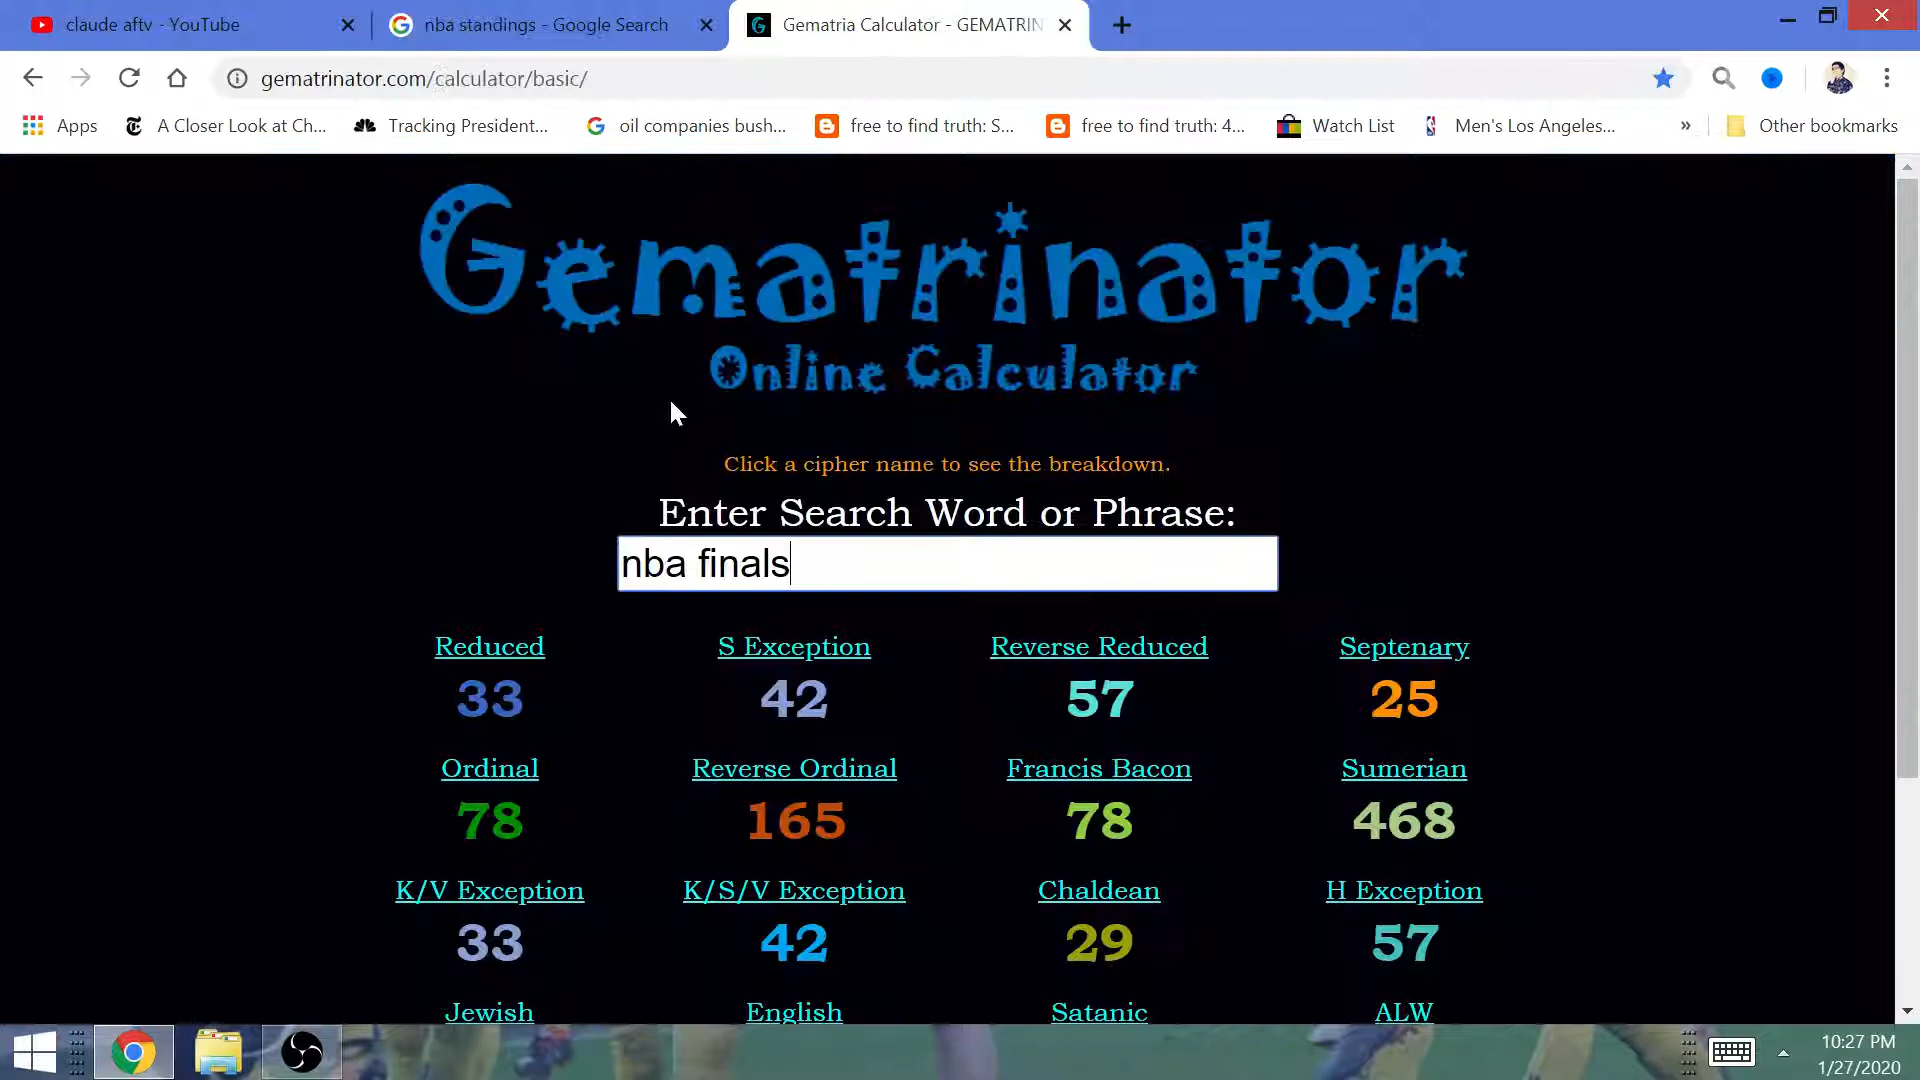 claude aftv - YouTube
nba standings - Google Search
Gematria Calculator - GEMATRIN
gematrinator.com/calculator/basic/
Apps
A Closer Look at Ch...
Tracking President...
oil companies bush...
free to find truth: S...
free to find truth: 4...
Watch List
Men's Los Angeles...
»
Other bookmarks
Gematrinator
Online Calculator
Click a cipher name to see the breakdown.
Enter Search Word or Phrase:
nba finals
Reduced S Exception Reverse Reduced Septenary
33 42 57 25
Ordinal Reverse Ordinal Francis Bacon Sumerian
78 165 78 468
K/V Exception K/S/V Exception Chaldean H Exception
33 42 29 57
Jewish English Satanic ALW
10:27 PM
1/27/2020